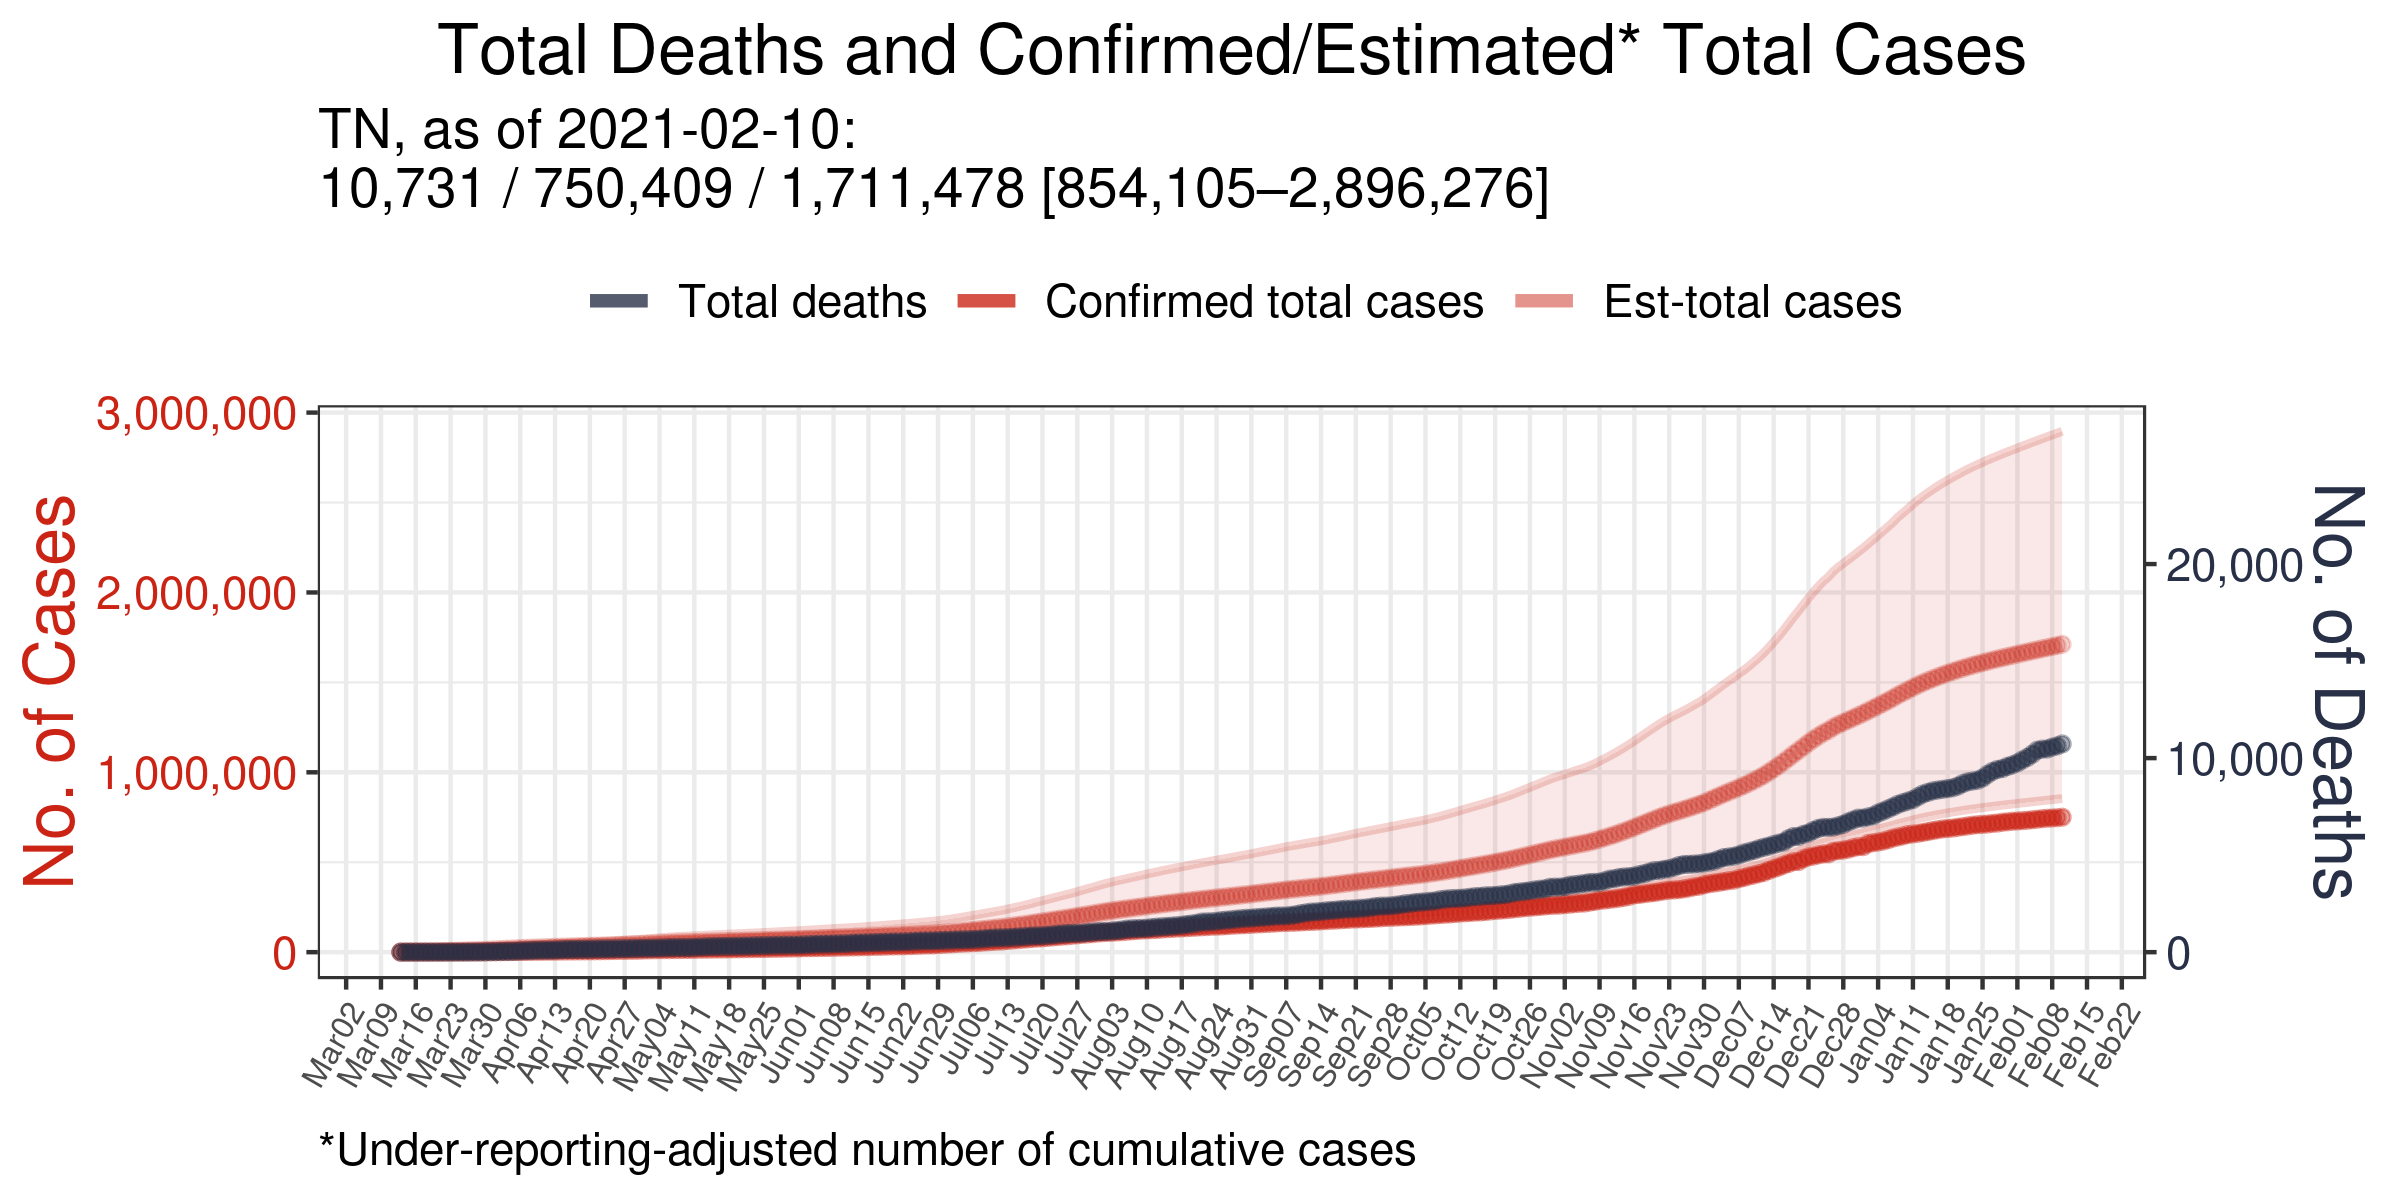 Total Deaths and Confirmed/Estimated* Total Cases
TN, as of 2021-02-10:
10,731 / 750,409 / 1,711,478 [854,105–2,896,276]
Total deaths
Confirmed total cases
Est-total cases
No. of Cases
3,000,000
2,000,000
1,000,000
0
20,000
10,000
0
No. of Deaths
Mar02
Mar09
Mar16
Mar23
Mar30
Apr06
Apr13
Apr20
Apr27
May04
May11
May18
May25
Jun01
Jun08
Jun15
Jun22
Jun29
Jul06
Jul13
Jul20
Jul27
Aug03
Aug10
Aug17
Aug24
Aug31
Sep07
Sep14
Sep21
Sep28
Oct05
Oct12
Oct19
Oct26
Nov02
Nov09
Nov16
Nov23
Nov30
Dec07
Dec14
Dec21
Dec28
Jan04
Jan11
Jan18
Jan25
Feb01
Feb08
Feb15
Feb22
*Under-reporting-adjusted number of cumulative cases